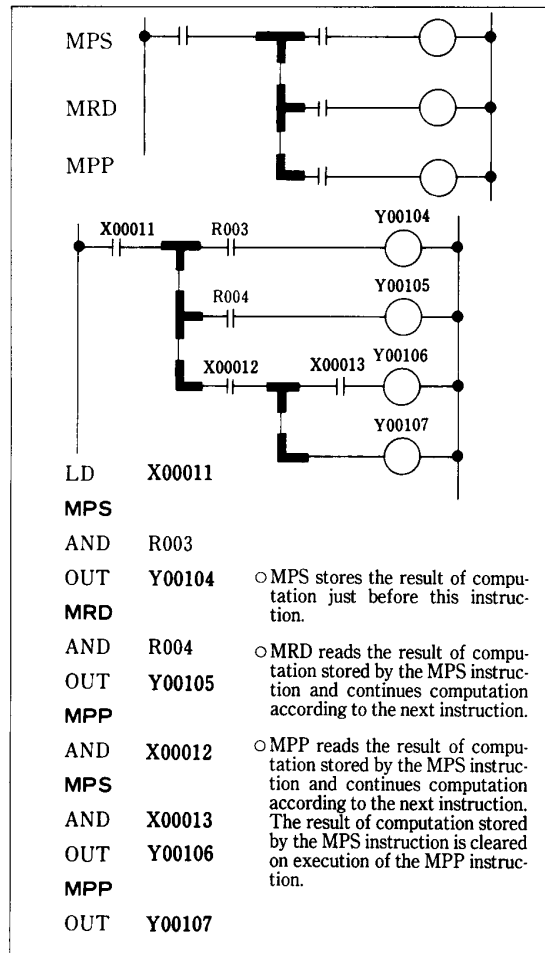 MPS
MRD
MPP
X00011 R003 Y00104
R004 Y00105
X00012 X00013 Y00106
Y00107
LD X00011
MPS
AND R003
OUT Y00104
MRD
AND R004
OUT Y00105
MPP
AND X00012
MPS
AND X00013
OUT Y00106
MPP
OUT Y00107
○ MPS stores the result of compu-
tation just before this instruc-
tion.
○ MRD reads the result of compu-
tation stored by the MPS instruc-
tion and continues computation
according to the next instruction.
○ MPP reads the result of compu-
tation stored by the MPS instruc-
tion and continues computation
according to the next instruction.
The result of computation stored
by the MPS instruction is cleared
on execution of the MPP instruc-
tion.